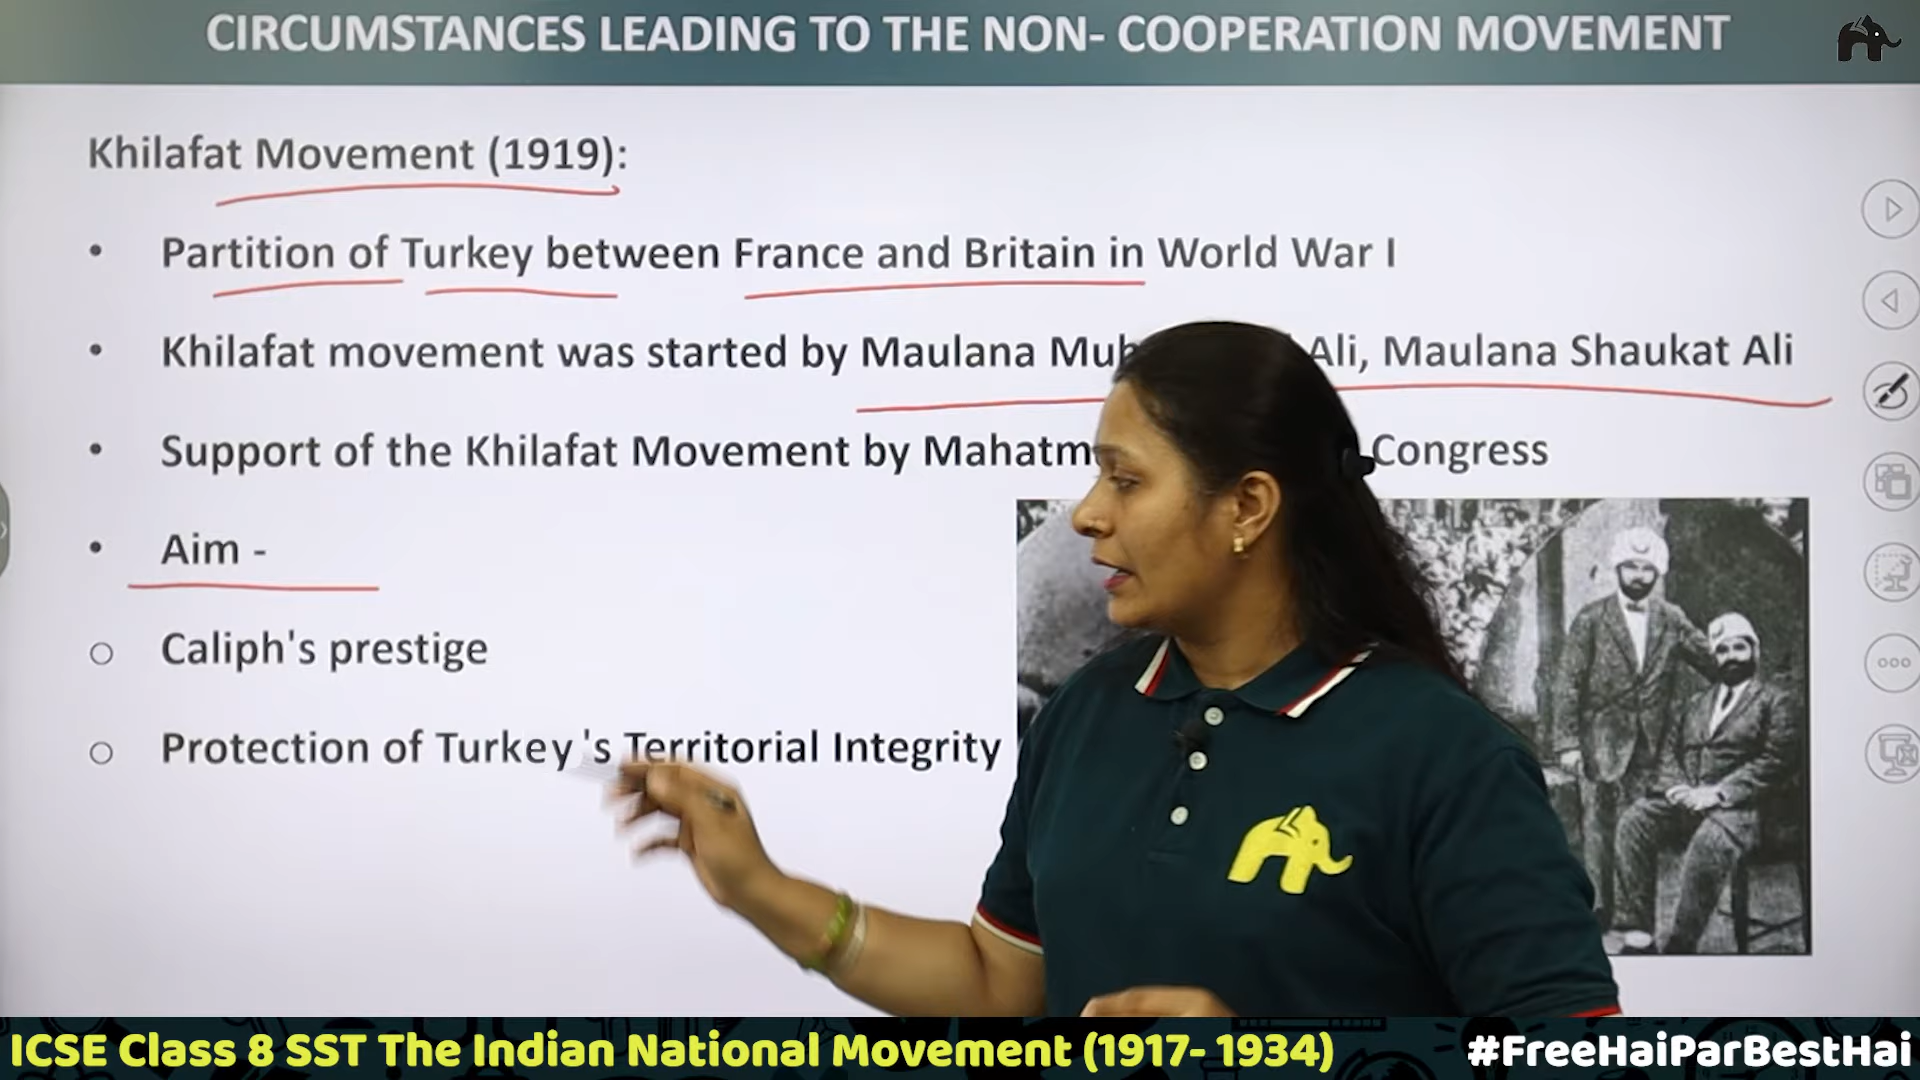 CIRCUMSTANCES LEADING TO THE NON- COOPERATION MOVEMENT
Khilafat Movement (1919):
• Partition of Turkey between France and Britain in World War I
• Khilafat movement was started by Maulana Ali, Maulana Shaukat Ali
• Support of the Khilafat Movement by Congress
• Aim -
○ Caliph's prestige
○ Protection of Turkey 's Territorial Integrity
ICSE Class 8 SST The Indian National Movement (1917- 1934)
#FreeHaiParBestHai